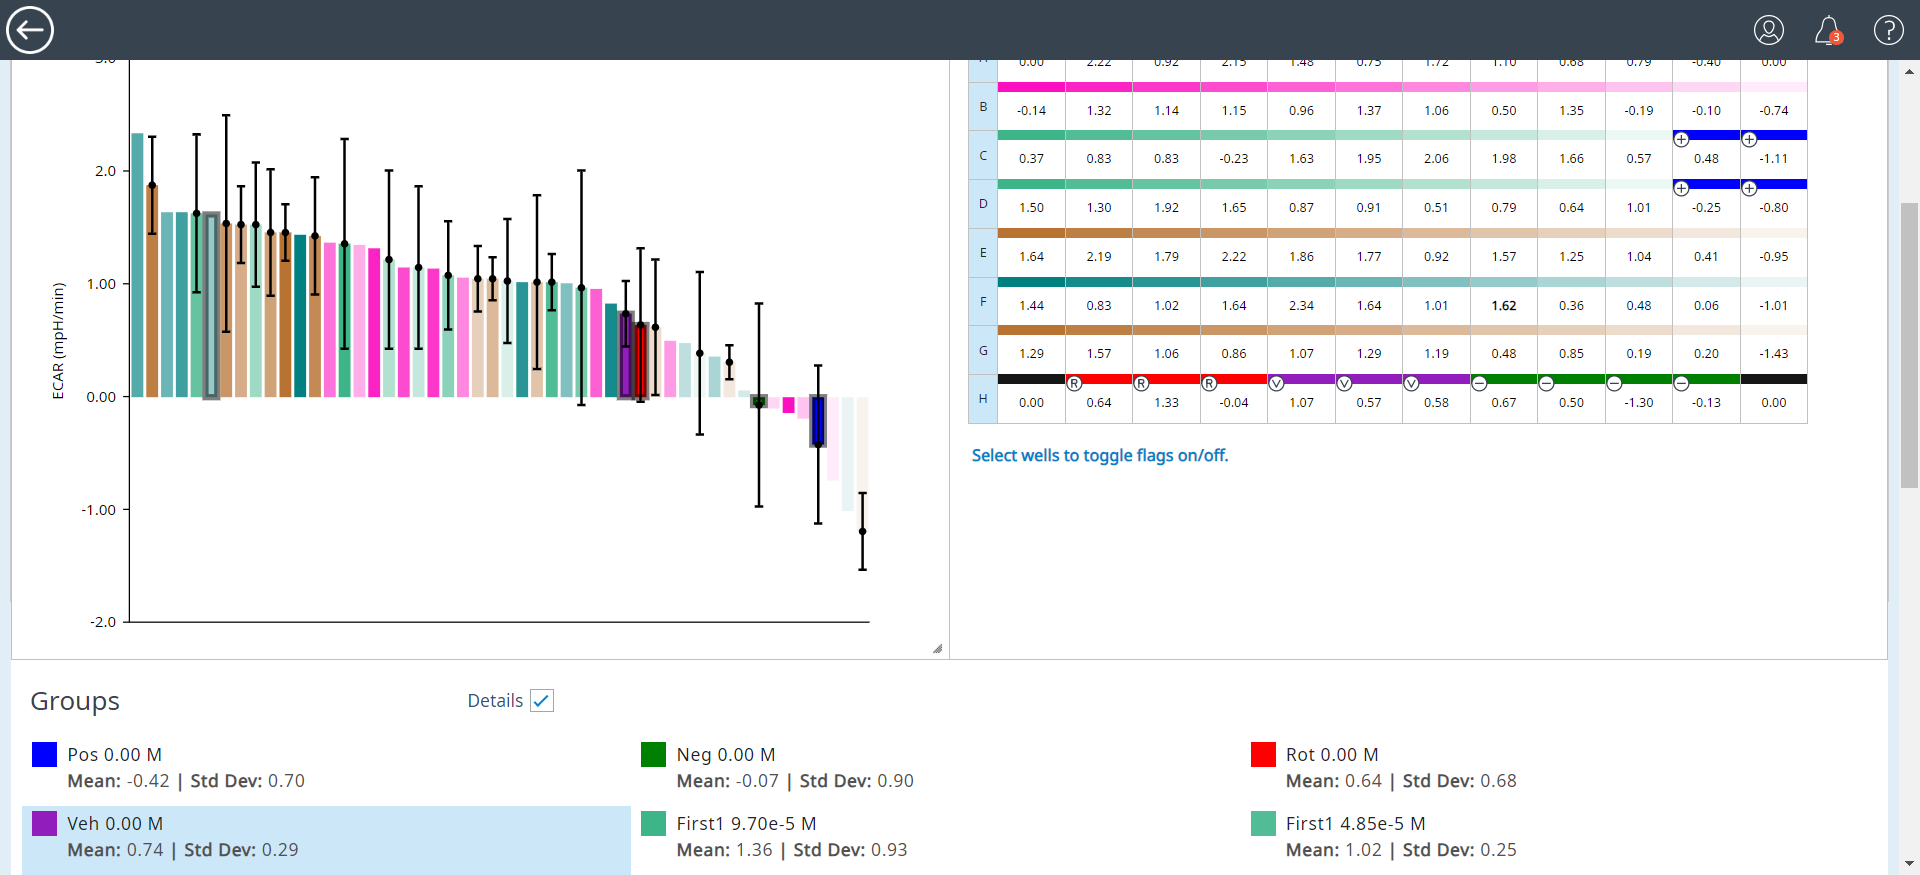 3
3.0
2.0
1.00
0.00
-1.00
-2.0
ECAR (mpH/min)
A 0.00 2.22 0.92 2.15 1.48 0.75 1.72 1.10 0.68 0.79 -0.40 0.00
B -0.14 1.32 1.14 1.15 0.96 1.37 1.06 0.50 1.35 -0.19 -0.10 -0.74
+ +
C 0.37 0.83 0.83 -0.23 1.63 1.95 2.06 1.98 1.66 0.57 0.48 -1.11
+ +
D 1.50 1.30 1.92 1.65 0.87 0.91 0.51 0.79 0.64 1.01 -0.25 -0.80
E 1.64 2.19 1.79 2.22 1.86 1.77 0.92 1.57 1.25 1.04 0.41 -0.95
F 1.44 0.83 1.02 1.64 2.34 1.64 1.01 1.62 0.36 0.48 0.06 -1.01
G 1.29 1.57 1.06 0.86 1.07 1.29 1.19 0.48 0.85 0.19 0.20 -1.43
R R R V V V − − − −
H 0.00 0.64 1.33 -0.04 1.07 0.57 0.58 0.67 0.50 -1.30 -0.13 0.00
Select wells to toggle flags on/off.
Groups
Details
Pos 0.00 M
Mean: -0.42 | Std Dev: 0.70
Neg 0.00 M
Mean: -0.07 | Std Dev: 0.90
Rot 0.00 M
Mean: 0.64 | Std Dev: 0.68
Veh 0.00 M
Mean: 0.74 | Std Dev: 0.29
First1 9.70e-5 M
Mean: 1.36 | Std Dev: 0.93
First1 4.85e-5 M
Mean: 1.02 | Std Dev: 0.25